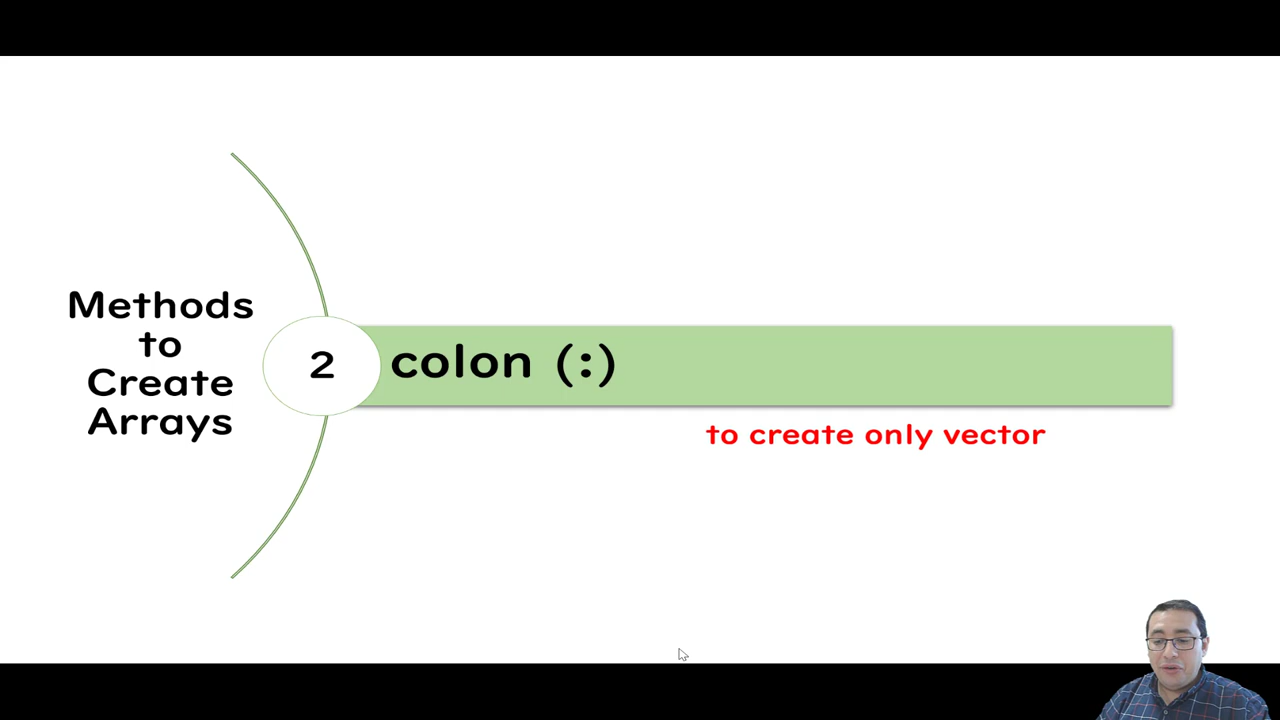 Methods
to
Create
Arrays
2
colon (:)
to create only vector